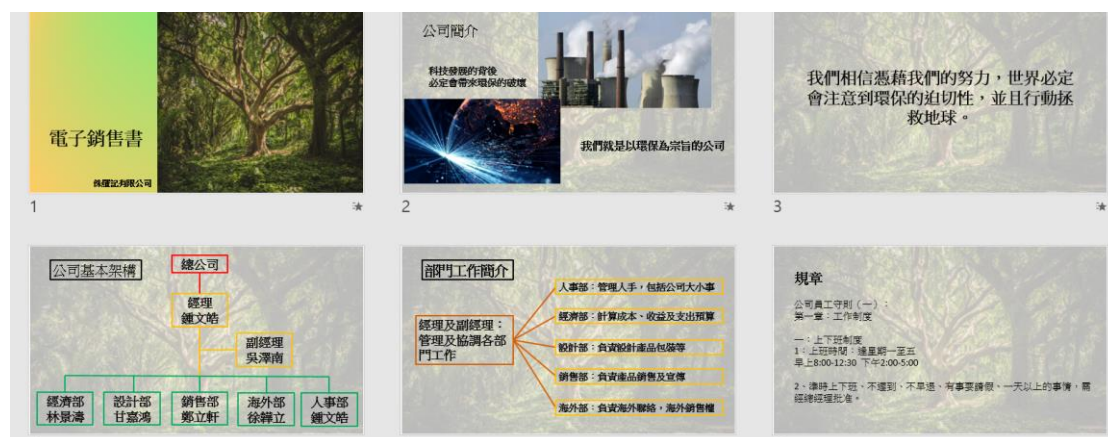 電子銷售書
有限公司
1
公司簡介
科技發展的背後
必定會帶來環保的破壞
我們就是以環保為宗旨的公司
2
我們相信憑藉我們的努力，世界必定
會注意到環保的迫切性，並且行動拯
救地球。
3
公司基本架構
總公司
經理
鍾文皓
副經理
吳澤南
經濟部
林景濤
設計部
甘嘉鴻
銷售部
鄭立軒
海外部
徐韡立
人事部
鍾文皓
部門工作簡介
經理及副經理：
管理及協調各部
門工作
人事部：管理人手，包括公司大小事
經濟部：計算成本、收益及支出預算
設計部：負責設計產品包裝等
銷售部：負責產品銷售及宣傳
海外部：負責海外聯絡，海外銷售權
規章
公司員工守則（一）：
第一章：工作制度
一：上下班制度
1：上班時間：逢星期一至五
早上8:00-12:30 下午2:00-5:00
2、準時上下班、不遲到、不早退、有事要請假、一天以上的事情，需
經總經理批准。